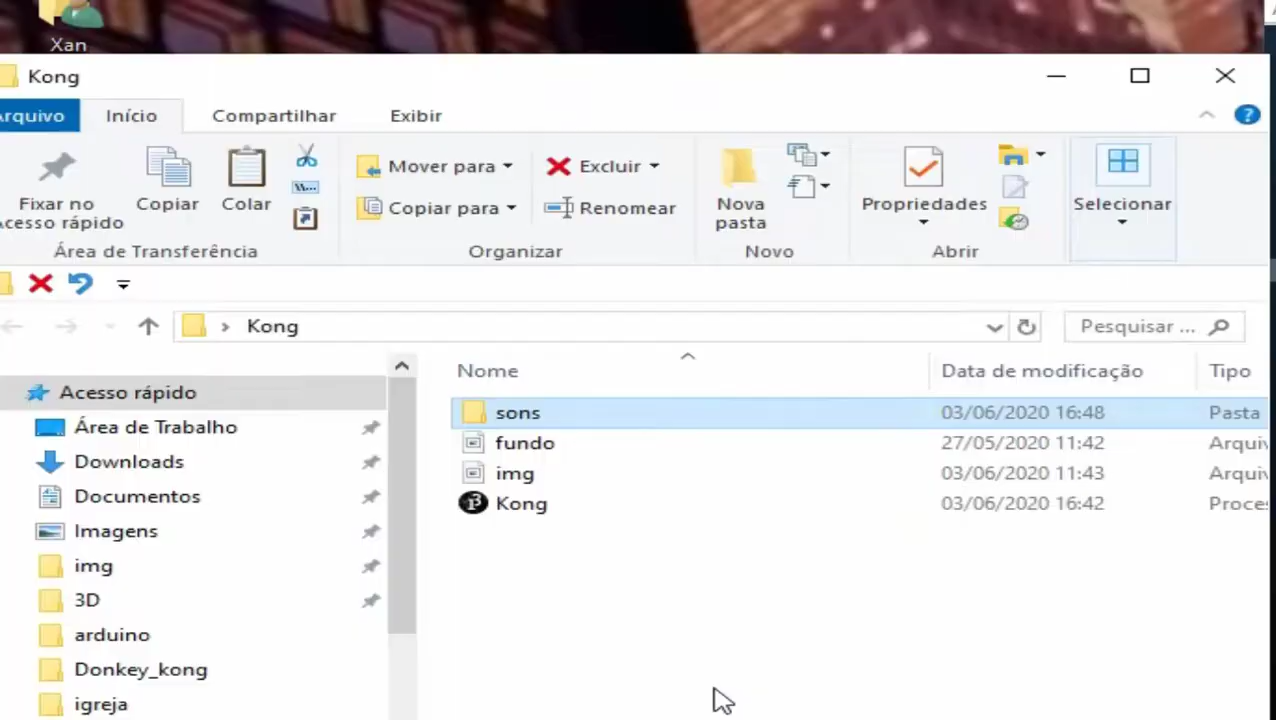 Xan
Kong
Arquivo Início Compartilhar Exibir
Fixar no
Acesso rápido
Copiar
Colar
Mover para
Copiar para
Excluir
Renomear
Nova
pasta
Propriedades
Selecionar
Área de Transferência Organizar Novo Abrir
Kong
Pesquisar ...
Nome Data de modificação Tipo
Acesso rápido
Área de Trabalho
Downloads
Documentos
Imagens
img
3D
arduino
Donkey_kong
igreja
sons 03/06/2020 16:48 Pasta
fundo 27/05/2020 11:42 Arquiv
img 03/06/2020 11:43 Arquiv
Kong 03/06/2020 16:42 Proces